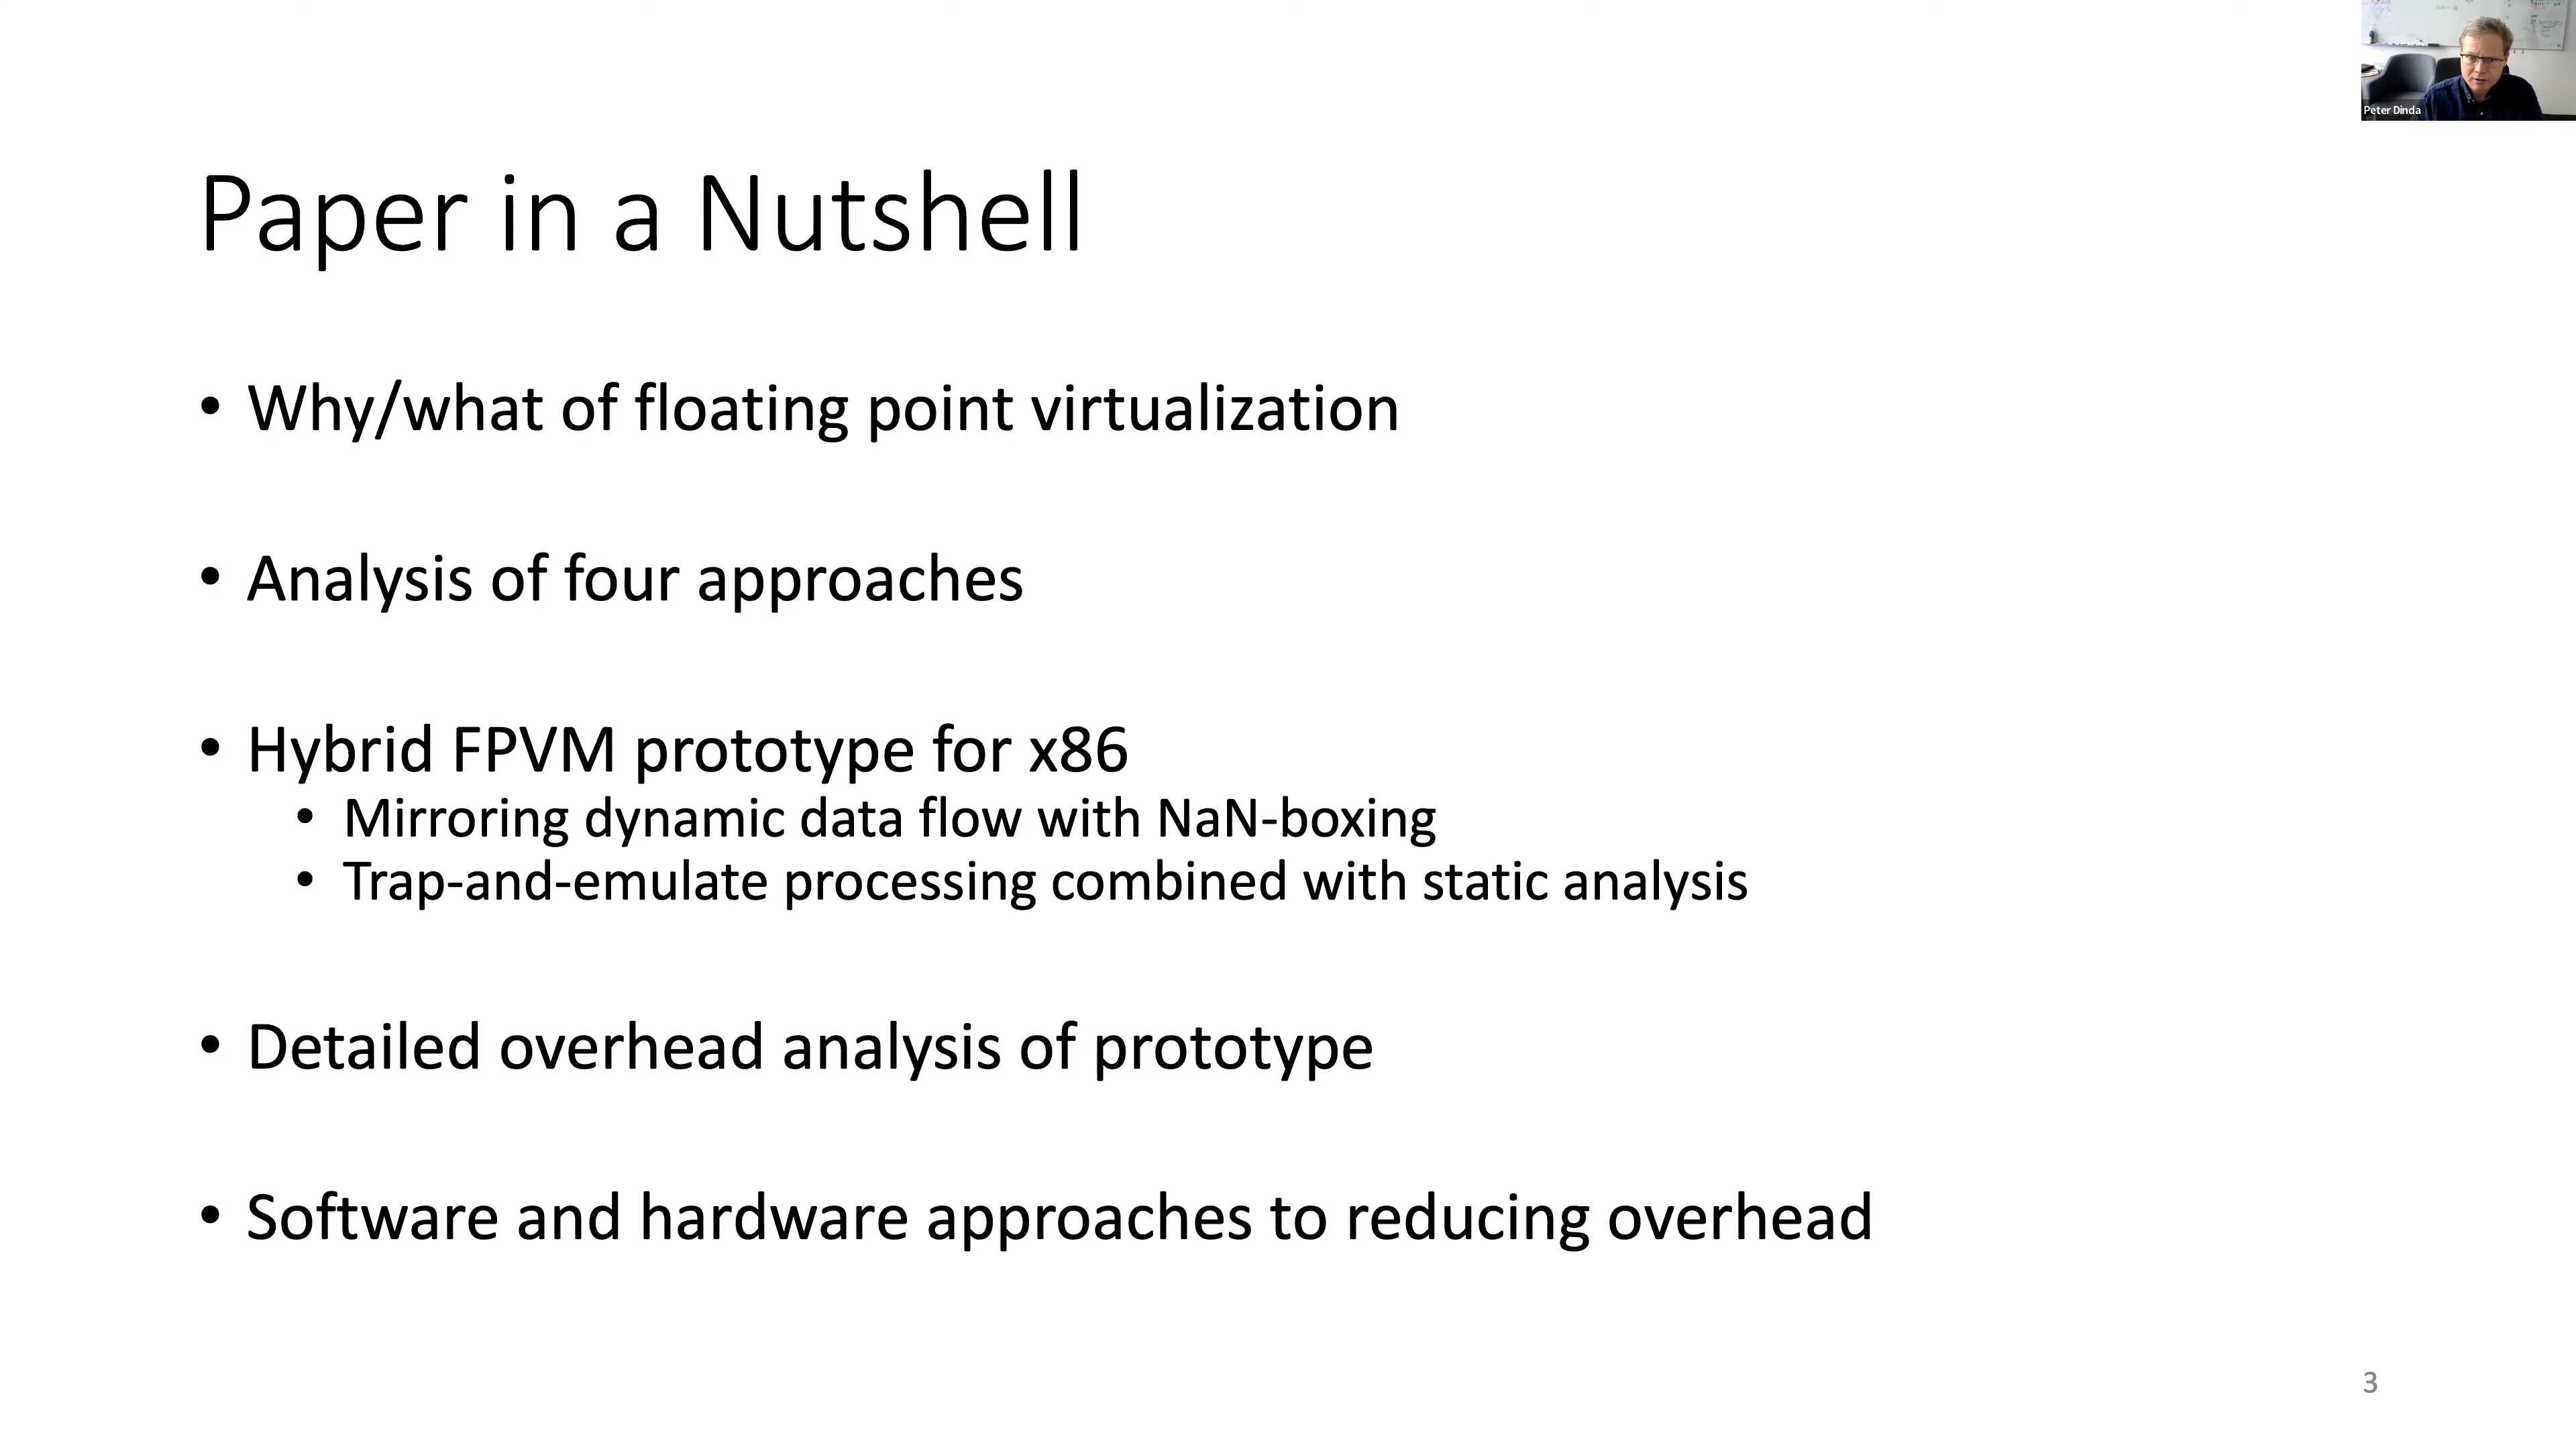 Peter Dinda
Paper in a Nutshell
• Why/what of floating point virtualization
• Analysis of four approaches
• Hybrid FPVM prototype for x86
• Mirroring dynamic data flow with NaN-boxing
• Trap-and-emulate processing combined with static analysis
• Detailed overhead analysis of prototype
• Software and hardware approaches to reducing overhead
3